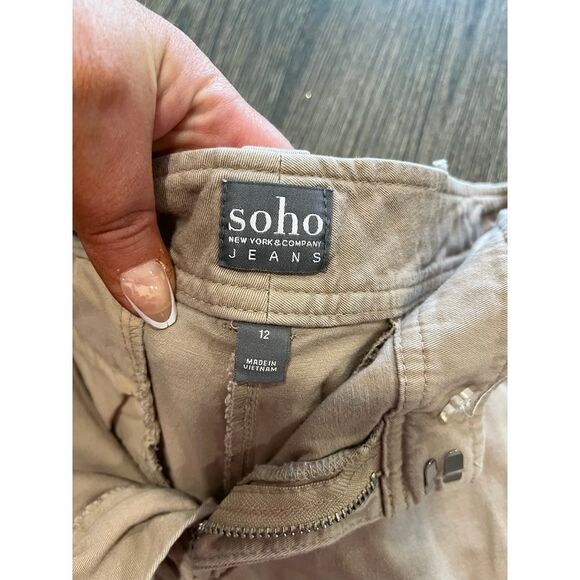 soho
NEW YORK & COMPANY
JEANS
12
MADE IN
VIETNAM